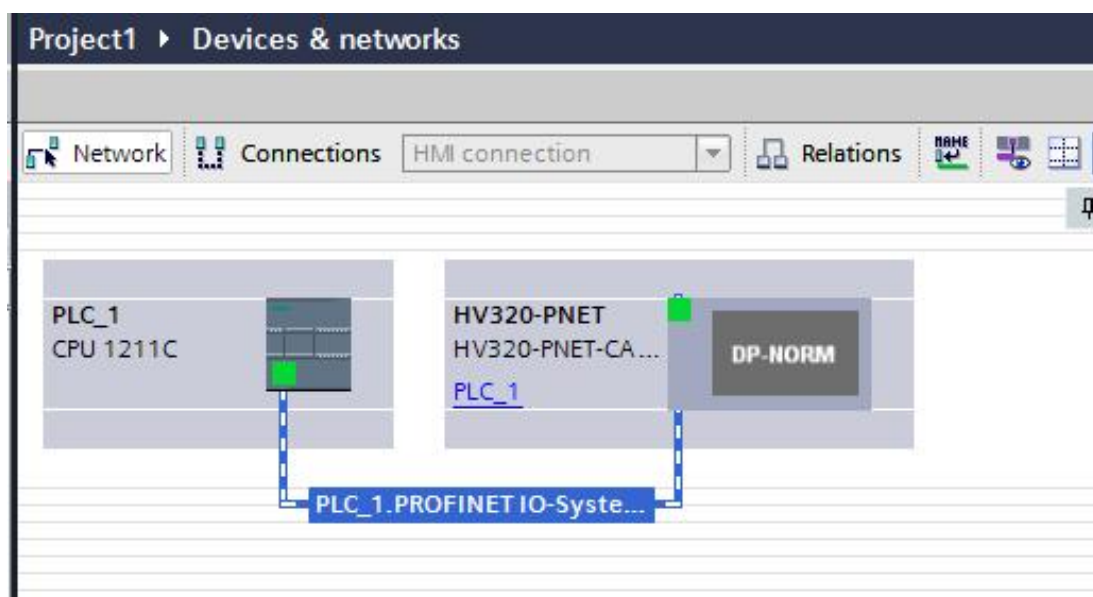 Project1 ▸ Devices & networks
Network Connections HMI connection Relations
NAME
PLC_1
CPU 1211C
HV320-PNET
HV320-PNET-CA...
PLC_1
DP-NORM
PLC_1.PROFINET IO-Syste...